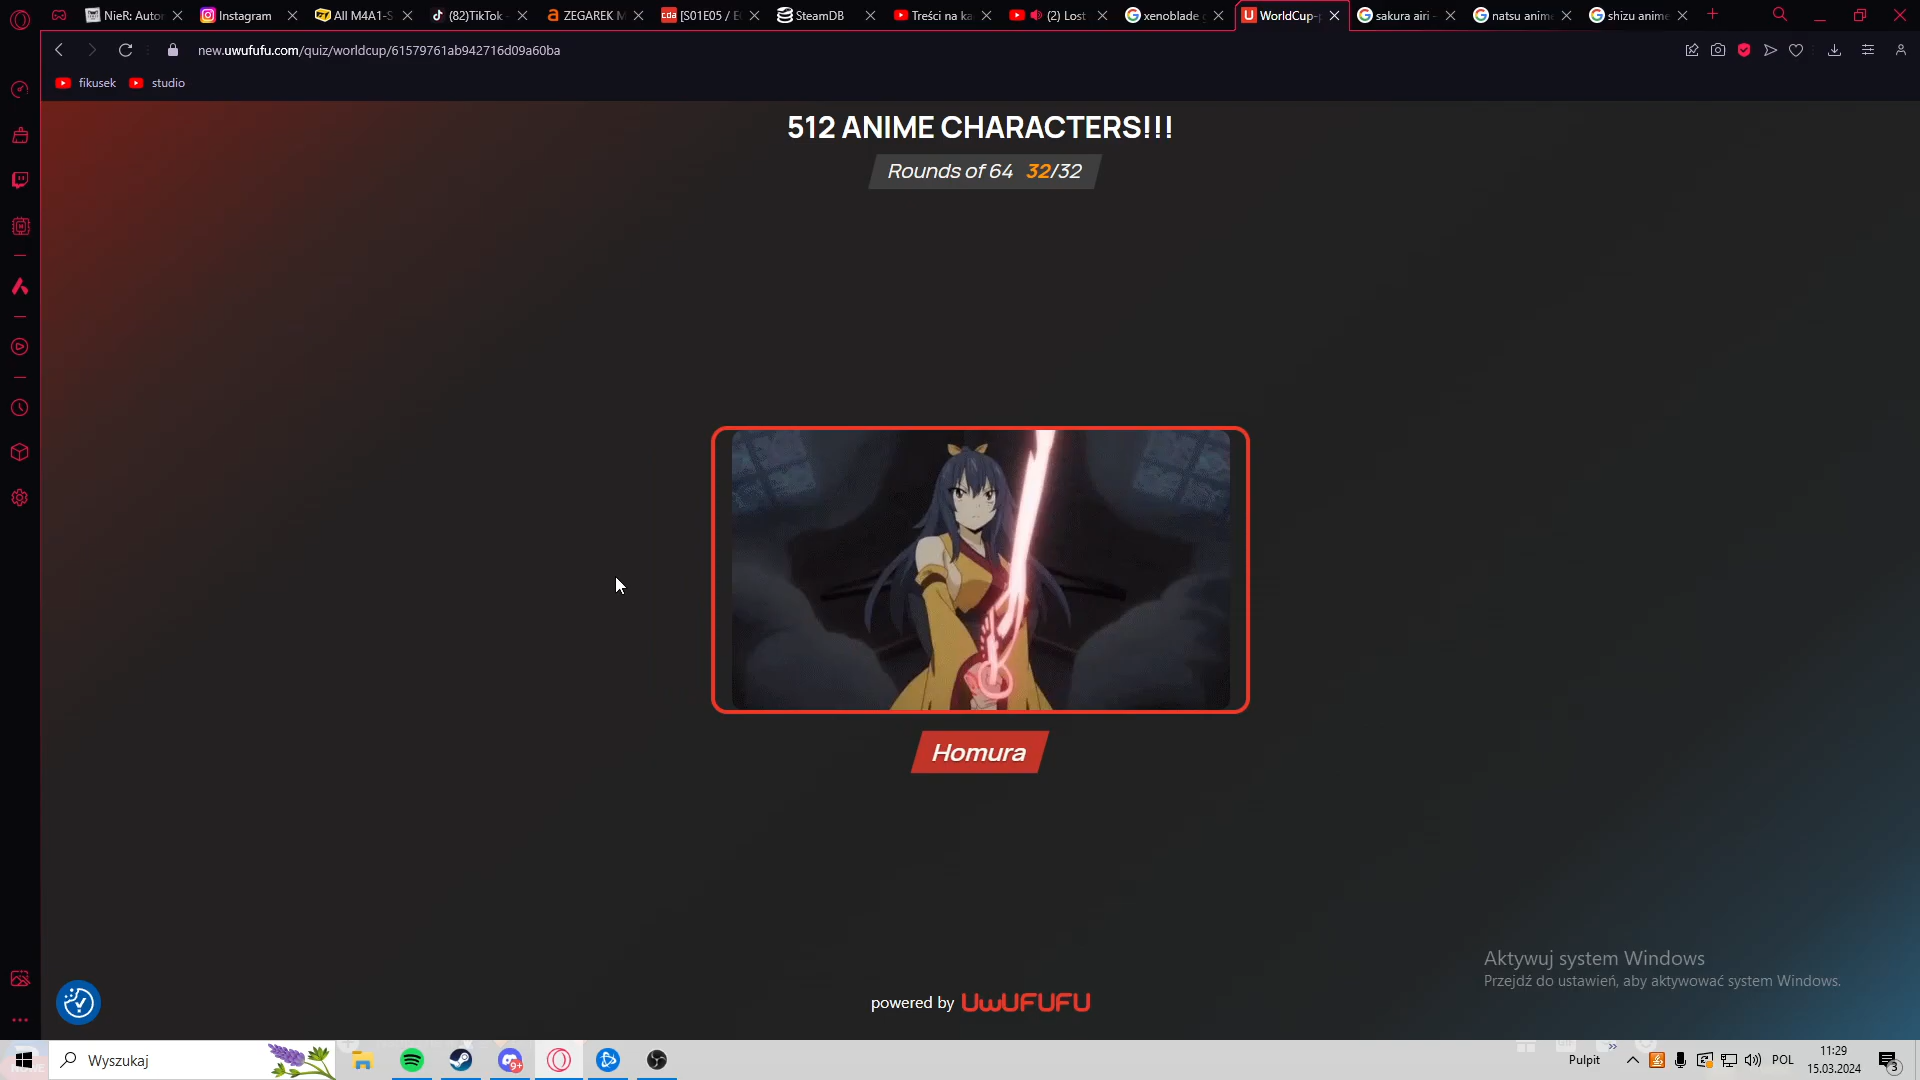 NieR: Autor
Instagram
All M4A1-S
(82)TikTok -
ZEGAREK M
[S01E05 / E
SteamDB
Treści na ka
(2) Lost
xenoblade
WorldCup-
sakura airi -
natsu anim
shizu anime
new.uwufufu.com/quiz/worldcup/61579761ab942716d09a60ba
fikusek
studio
512 ANIME CHARACTERS!!!
Rounds of 64 32/32
Homura
Aktywuj system Windows
Przejdź do ustawień, aby aktywować system Windows.
powered by UwUFUFU
Wyszukaj
9+
Pulpit
POL
11:29
15.03.2024
3